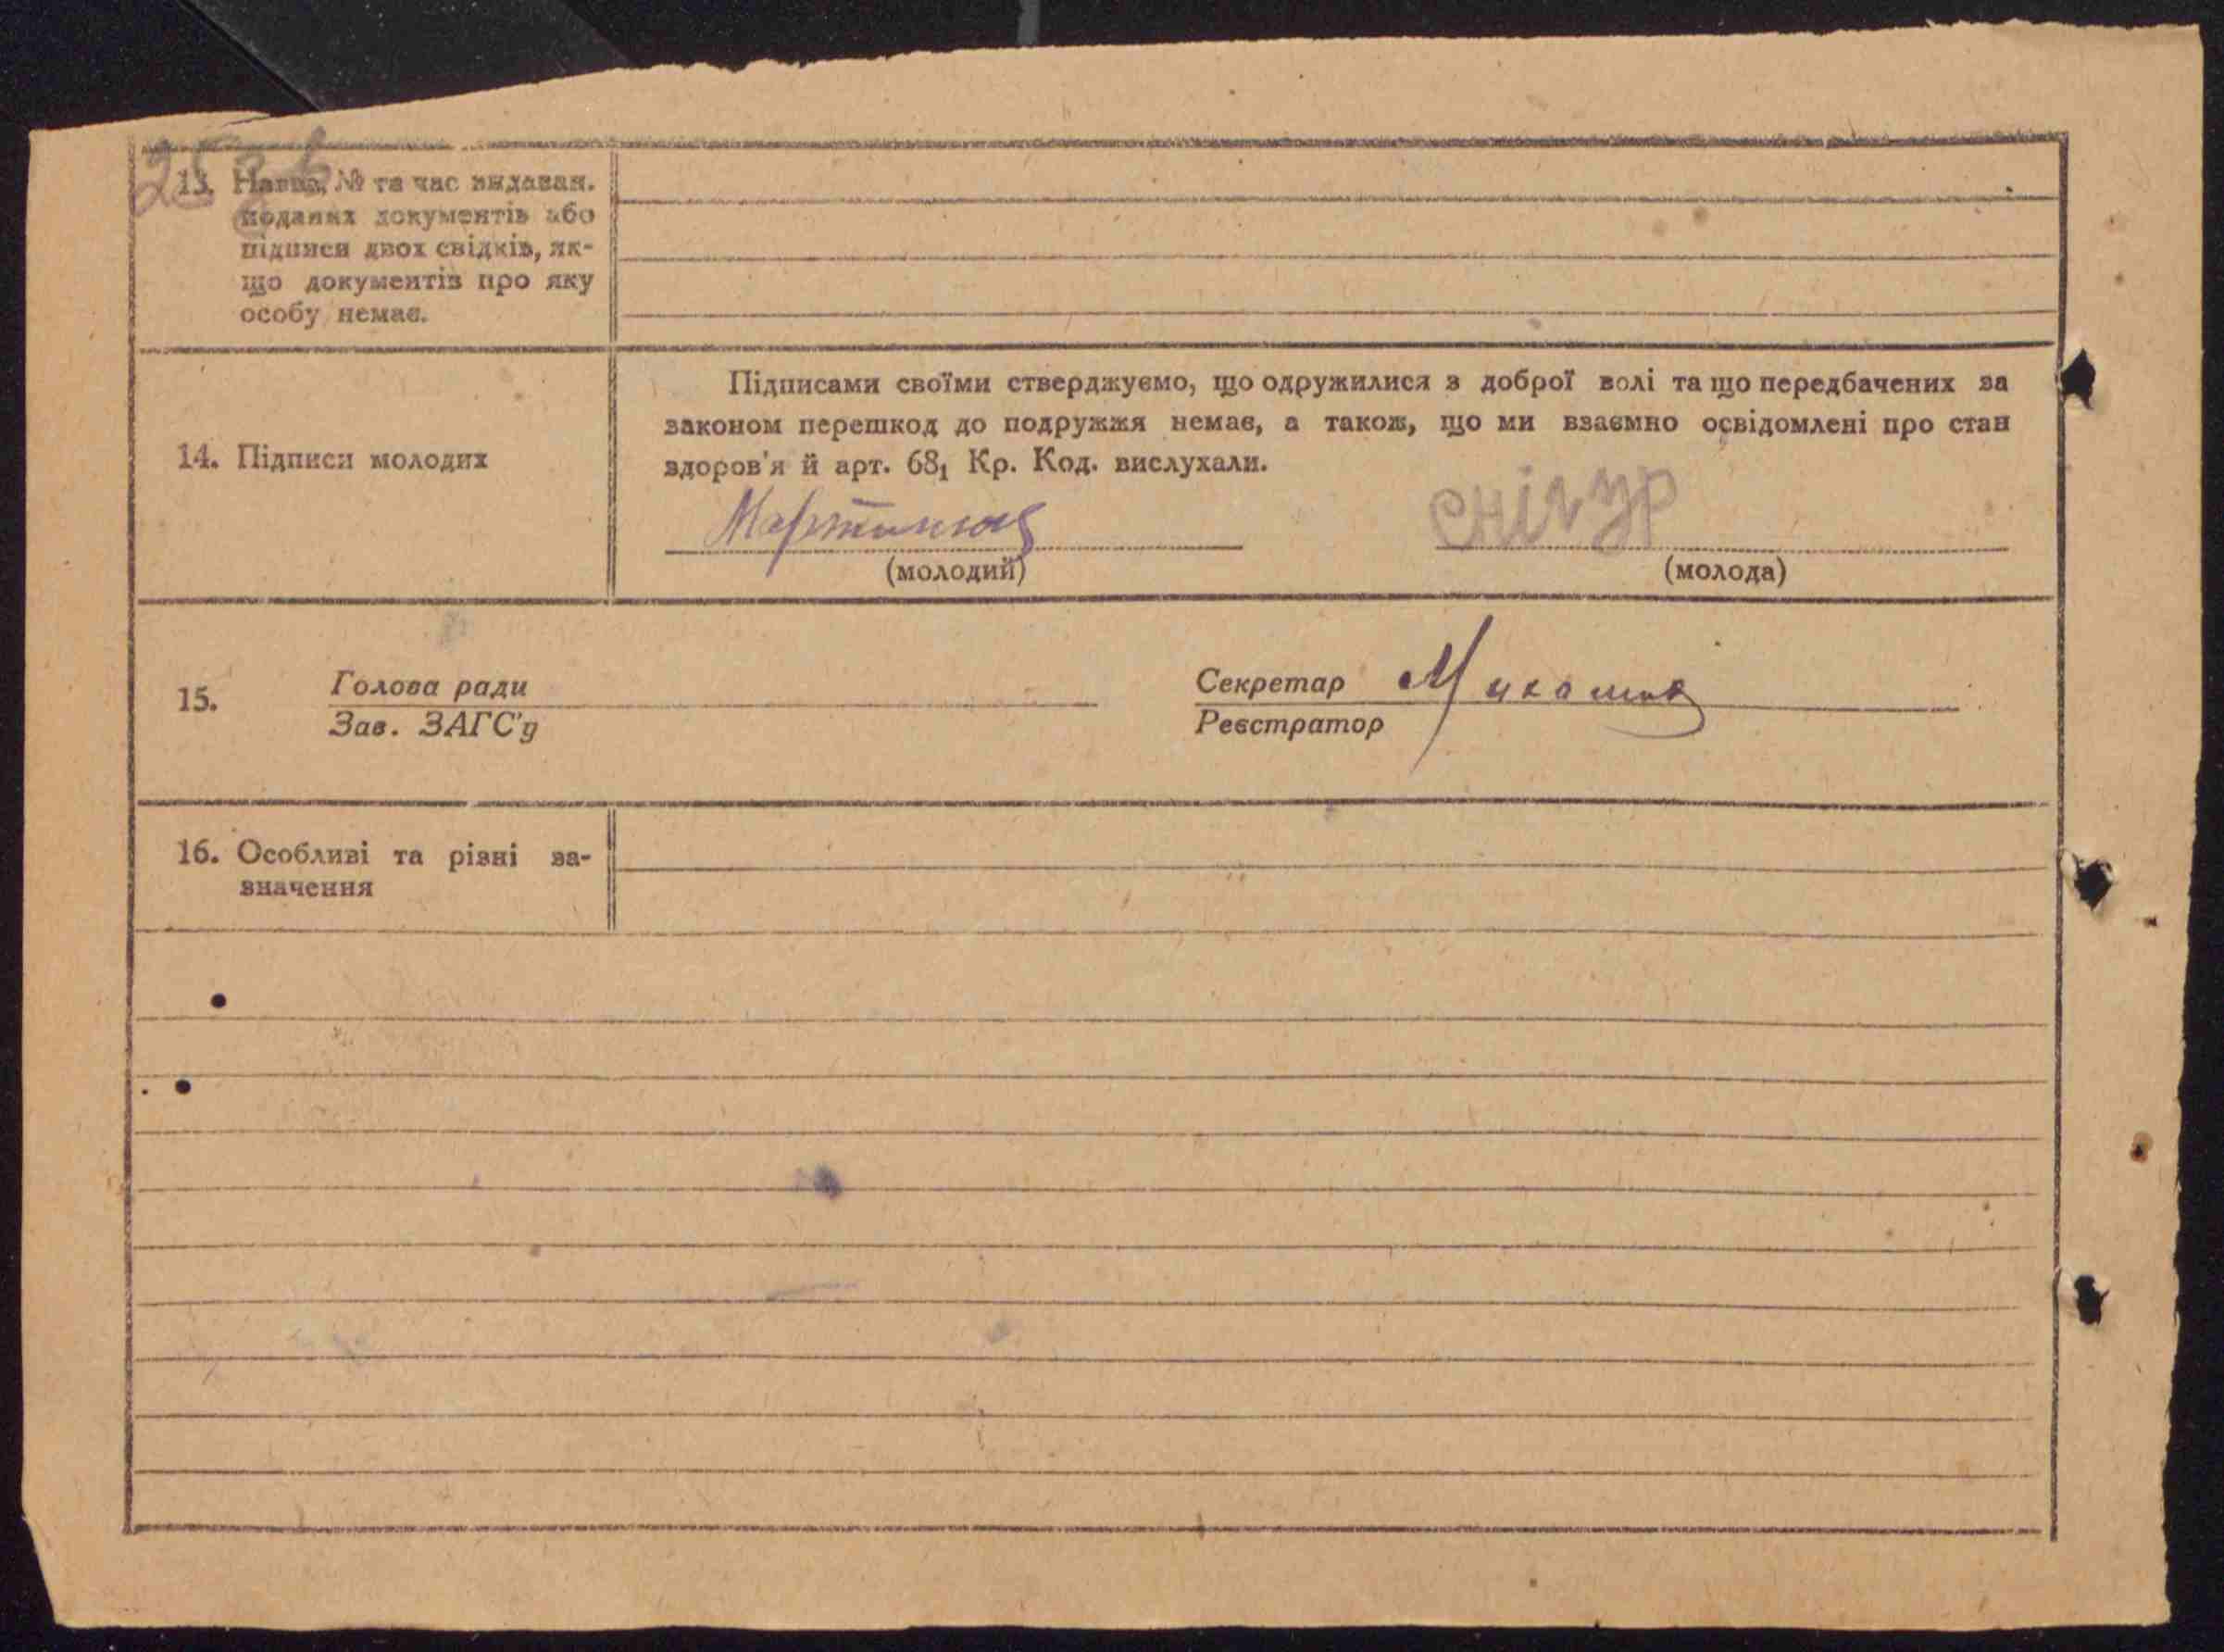 13. Назва, № та час видаван.
поданих документів або
підписи двох свідків, як-
що документів про яку
особу немає.
Підписами своїми стверджуємо, що одружилися з доброї волі та що передбачених за
законом перешкод до подружжя немає, а також, що ми взаємно освідомлені про стан
здоров'я й арт. 68₁ Кр. Код. вислухали.
14. Підписи молодих
Мартинюк снігур
(молодий) (молода)
15. Голова ради Секретар
Зав. ЗАГС'у Реєстратор
16. Особливі та різні за-
значення